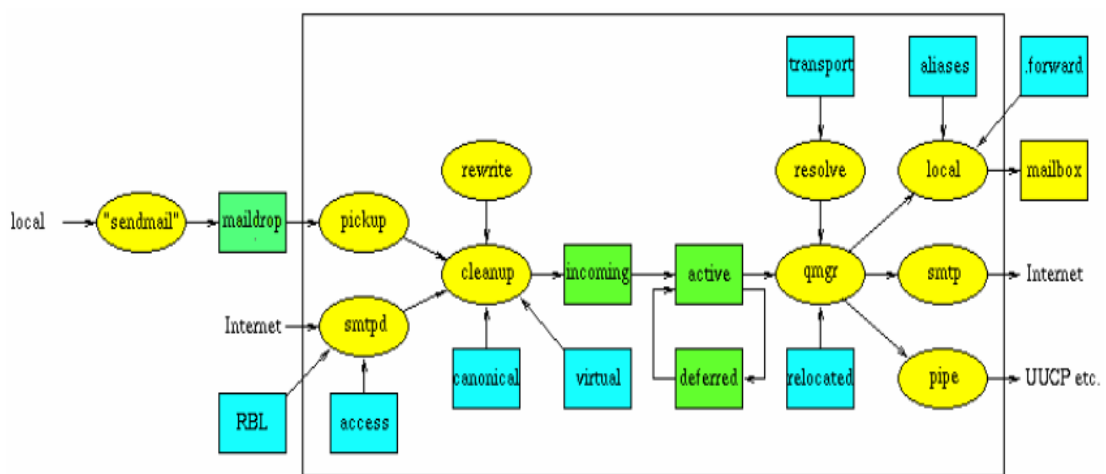 transport
aliases
.forward
rewrite
resolve
local
mailbox
local
"sendmail"
maildrop
pickup
cleanup
incoming
active
qmgr
smtp
Internet
Internet
smtpd
canonical
virtual
deferred
relocated
pipe
UUCP etc.
RBL
access